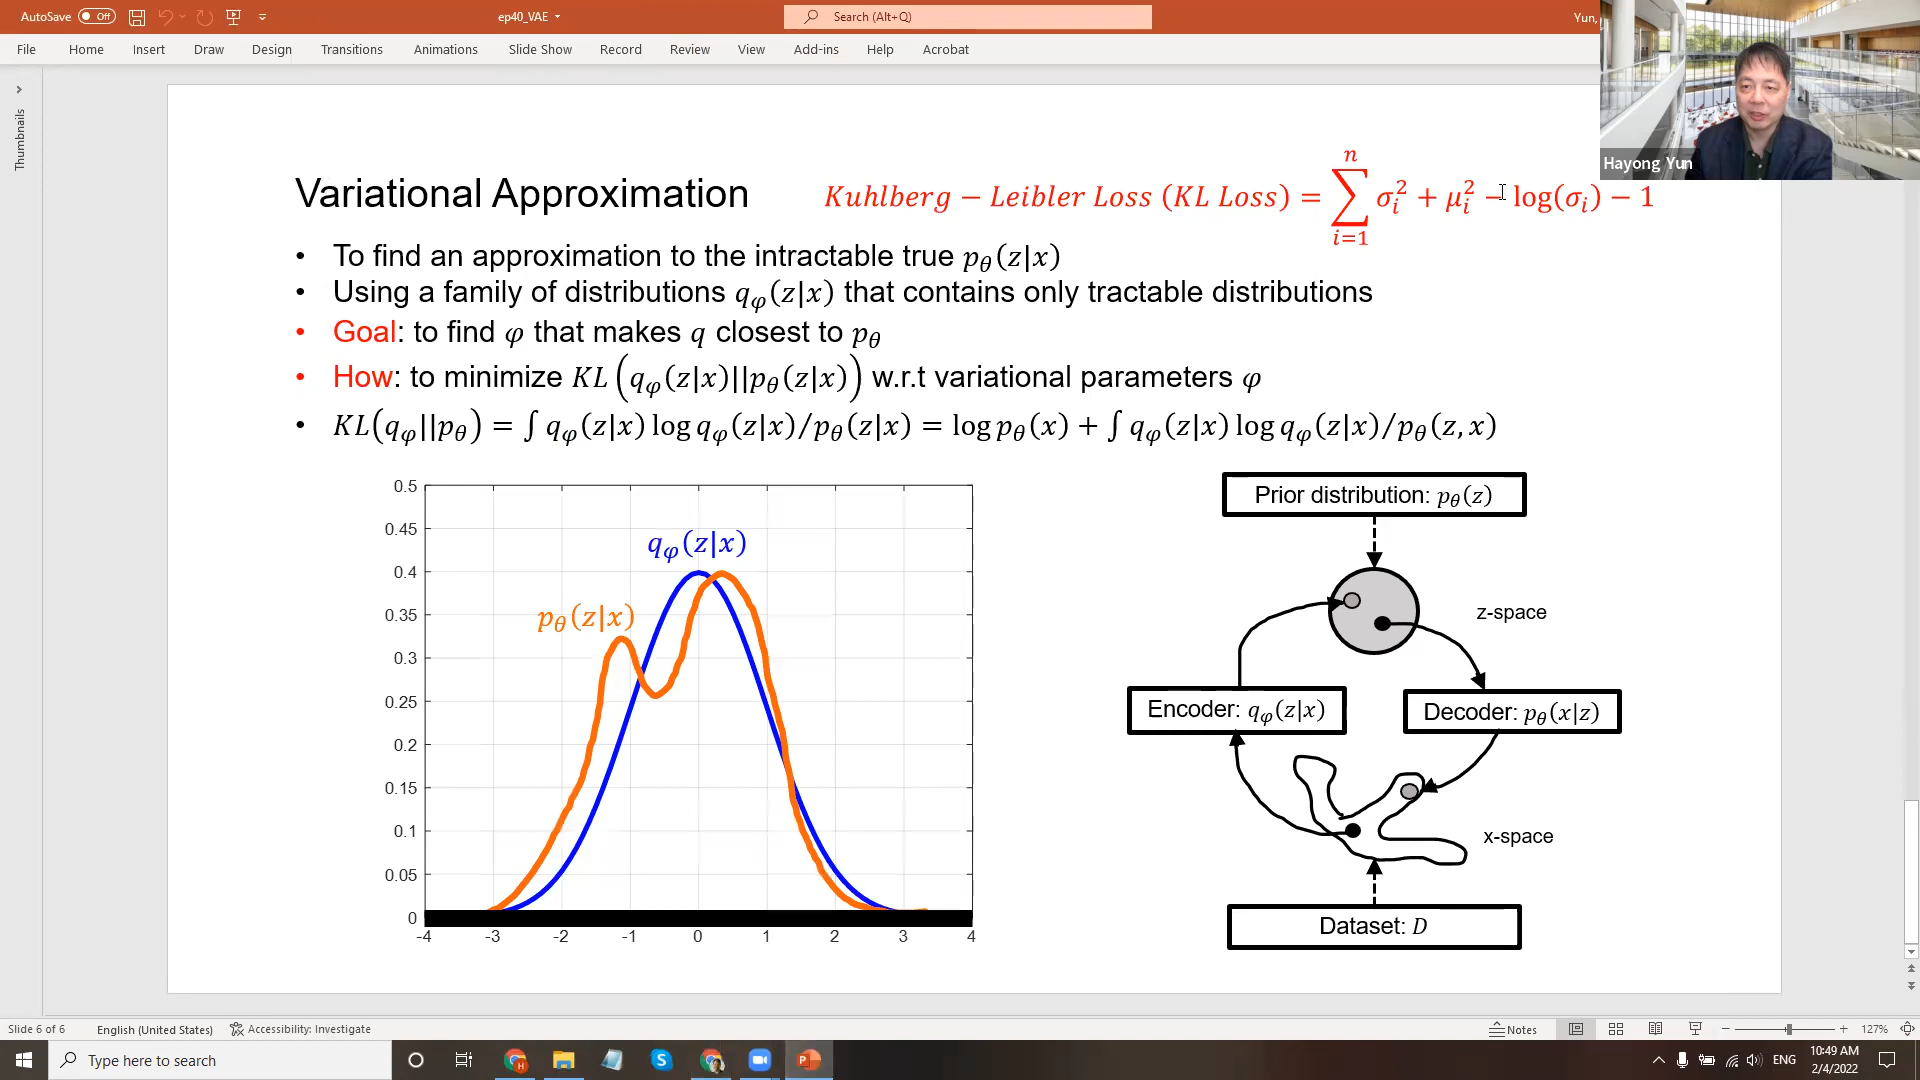 AutoSave Off ep40_VAE Search (Alt+Q) Yun,
File Home Insert Draw Design Transitions Animations Slide Show Record Review View Add-ins Help Acrobat
Hayong Yun
Thumbnails
Variational Approximation
Kuhlberg − Leibler Loss (KL Loss) = ∑_{i=1}^{n} σ_i^2 + μ_i^2 − log(σ_i) − 1
• To find an approximation to the intractable true p_θ(z|x)
• Using a family of distributions q_φ(z|x) that contains only tractable distributions
• Goal: to find φ that makes q closest to p_θ
• How: to minimize KL(q_φ(z|x)||p_θ(z|x)) w.r.t variational parameters φ
• KL(q_φ||p_θ) = ∫ q_φ(z|x) log q_φ(z|x)/p_θ(z|x) = log p_θ(x) + ∫ q_φ(z|x) log q_φ(z|x)/p_θ(z, x)
0.5
0.45
0.4
0.35
0.3
0.25
0.2
0.15
0.1
0.05
0
-4 -3 -2 -1 0 1 2 3 4
q_φ(z|x)
p_θ(z|x)
Prior distribution: p_θ(z)
z-space
Encoder: q_φ(z|x)
Decoder: p_θ(x|z)
x-space
Dataset: D
Slide 6 of 6 English (United States) Accessibility: Investigate Notes 127%
Type here to search
ENG
10:49 AM
2/4/2022